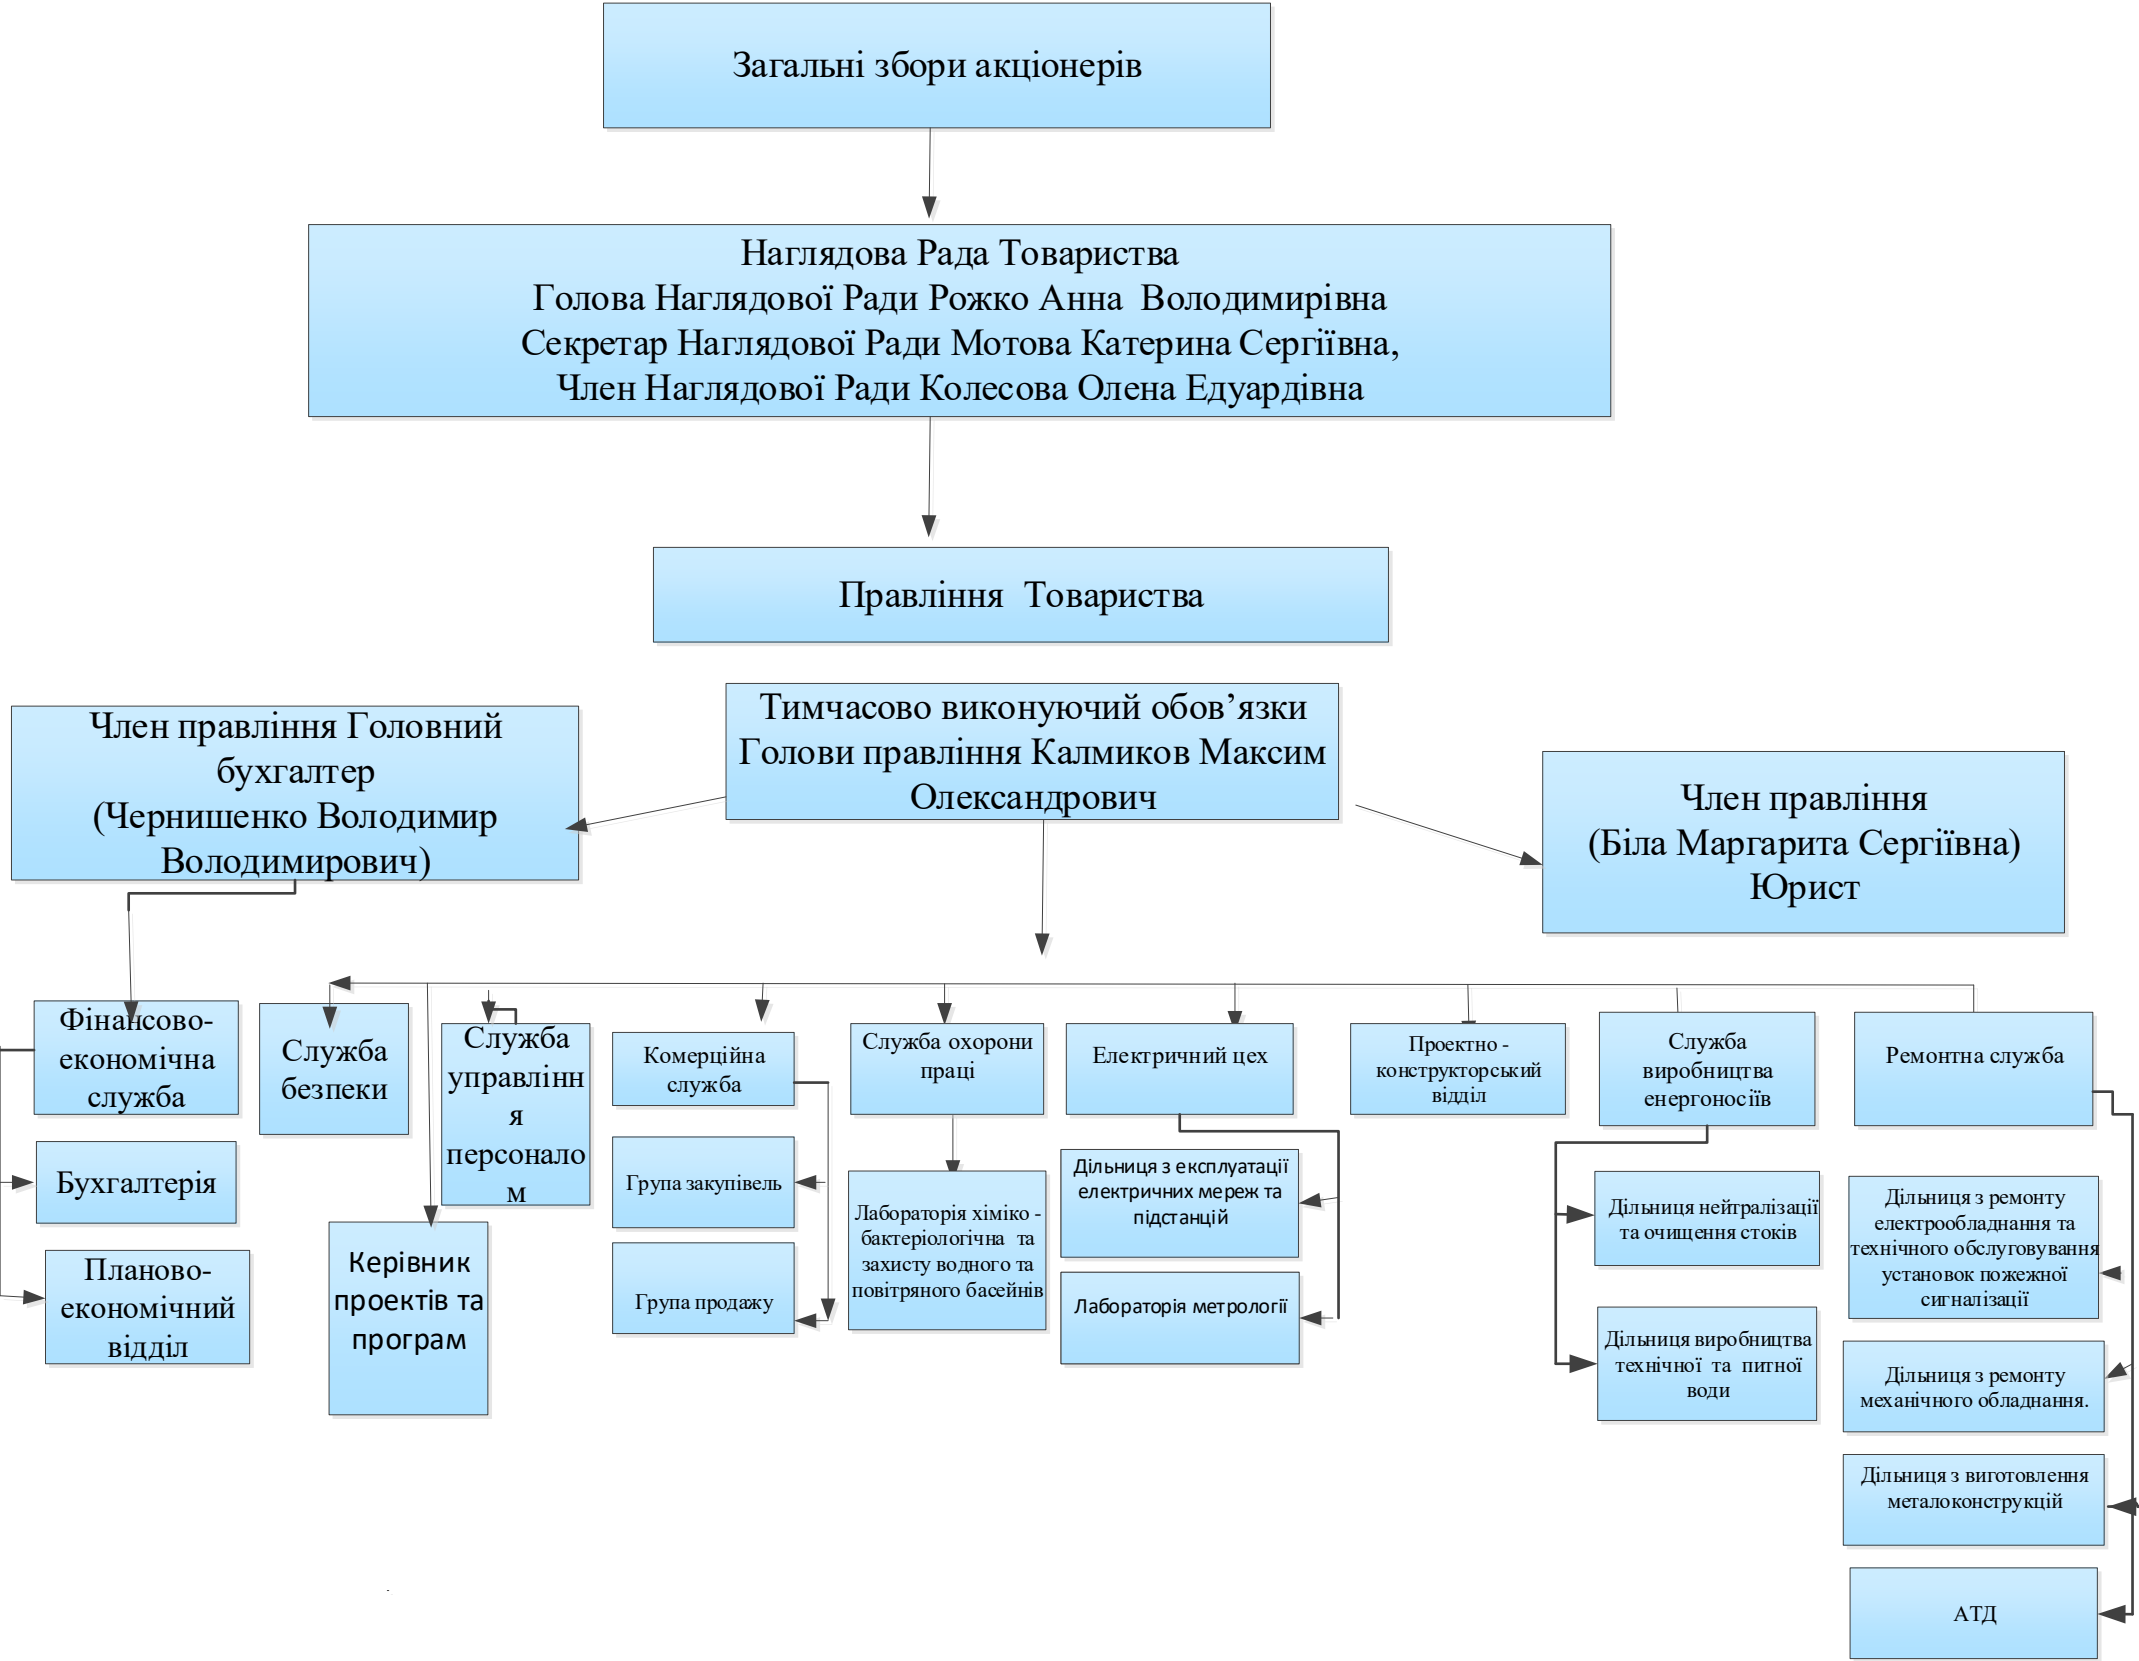 Загальні збори акціонерів
Наглядова Рада Товариства
Голова Наглядової Ради Рожко Анна Володимирівна
Секретар Наглядової Ради Мотова Катерина Сергіївна,
Член Наглядової Ради Колесова Олена Едуардівна
Правління Товариства
Член правління Головний
бухгалтер
(Чернишенко Володимир
Володимирович)
Тимчасово виконуючий обов’язки
Голови правління Калмиков Максим
Олександрович
Член правління
(Біла Маргарита Сергіївна)
Юрист
Фінансово-
економічна
служба
Служба
безпеки
Служба
управлінн
я
персонало
м
Комерційна
служба
Служба охорони
праці
Електричний цех
Проектно -
конструкторський
відділ
Служба
виробництва
енергоносіїв
Ремонтна служба
Бухгалтерія
Планово-
економічний
відділ
Керівник
проектів та
програм
Група закупівель
Група продажу
Лабораторія хіміко -
бактеріологічна та
захисту водного та
повітряного басейнів
Дільниця з експлуатації
електричних мереж та
підстанцій
Лабораторія метрології
Дільниця нейтралізації
та очищення стоків
Дільниця виробництва
технічної та питної
води
Дільниця з ремонту
електрообладнання та
технічного обслуговування
установок пожежної
сигналізації
Дільниця з ремонту
механічного обладнання.
Дільниця з виготовлення
металоконструкцій
АТД